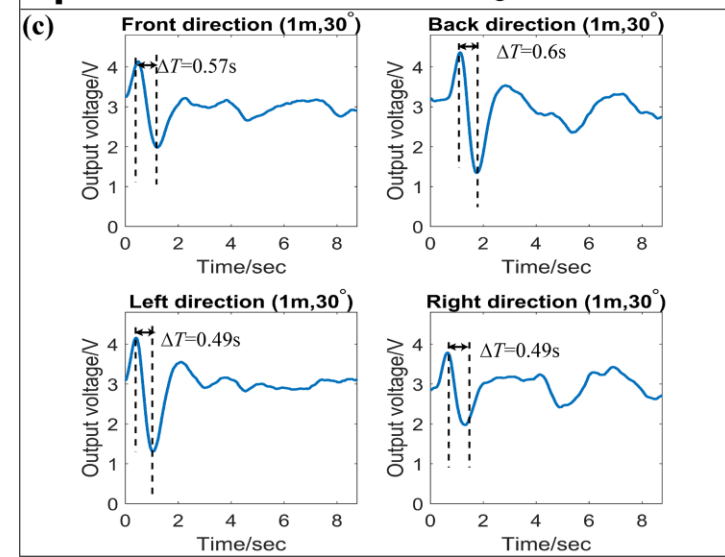 (c)
Front direction (1m,30°)
Output voltage/V
4
3
2
1
0
ΔT=0.57s
0 2 4 6 8
Time/sec
Back direction (1m,30°)
Output voltage/V
4
3
2
1
0
ΔT=0.6s
0 2 4 6 8
Time/sec
Left direction (1m,30°)
Output voltage/V
4
3
2
1
0
ΔT=0.49s
0 2 4 6 8
Time/sec
Right direction (1m,30°)
Output voltage/V
4
3
2
1
0
ΔT=0.49s
0 2 4 6 8
Time/sec